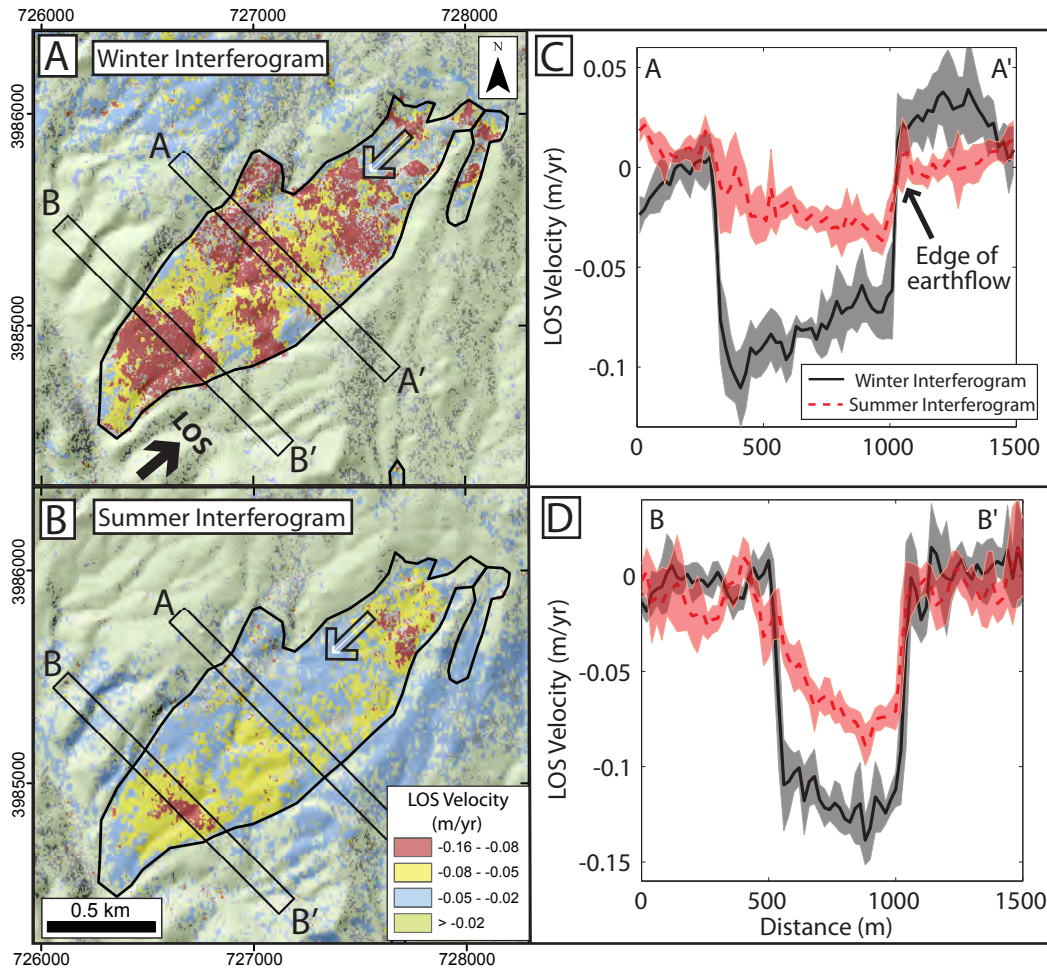 726000 727000 728000
A
Winter Interferogram
N
3986000
3985000
A
B
A'
B'
LOS
B
Summer Interferogram
3986000
3985000
A
B
B'
LOS Velocity
(m/yr)
-0.16 - -0.08
-0.08 - -0.05
-0.05 - -0.02
> -0.02
0.5 km
726000 727000 728000
C
A A'
0.05
0
-0.05
-0.1
LOS Velocity (m/yr)
Edge of
earthflow
Winter Interferogram
Summer Interferogram
0 500 1000 1500
D
B B'
0
-0.05
-0.1
-0.15
LOS Velocity (m/yr)
0 500 1000 1500
Distance (m)